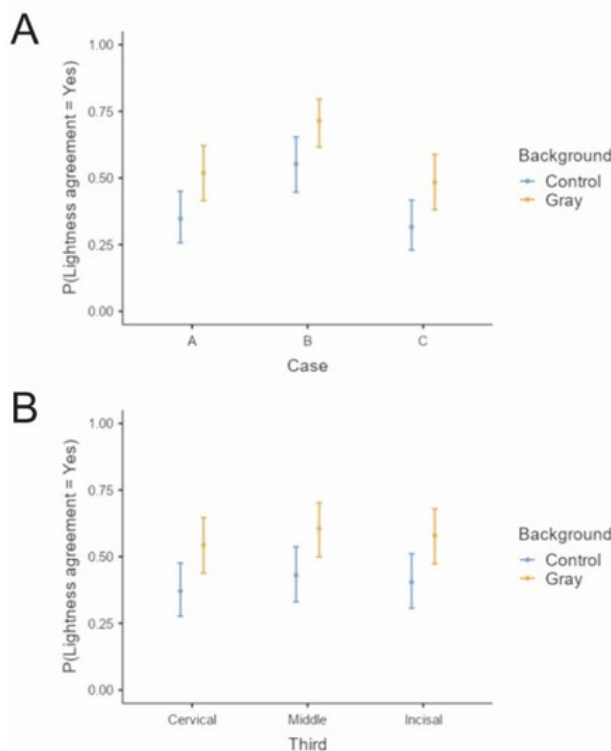 A
P(Lightness agreement = Yes)
1.00
0.75
0.50
0.25
0.00
A B C
Case
Background
Control
Gray
B
P(Lightness agreement = Yes)
1.00
0.75
0.50
0.25
0.00
Cervical Middle Incisal
Third
Background
Control
Gray